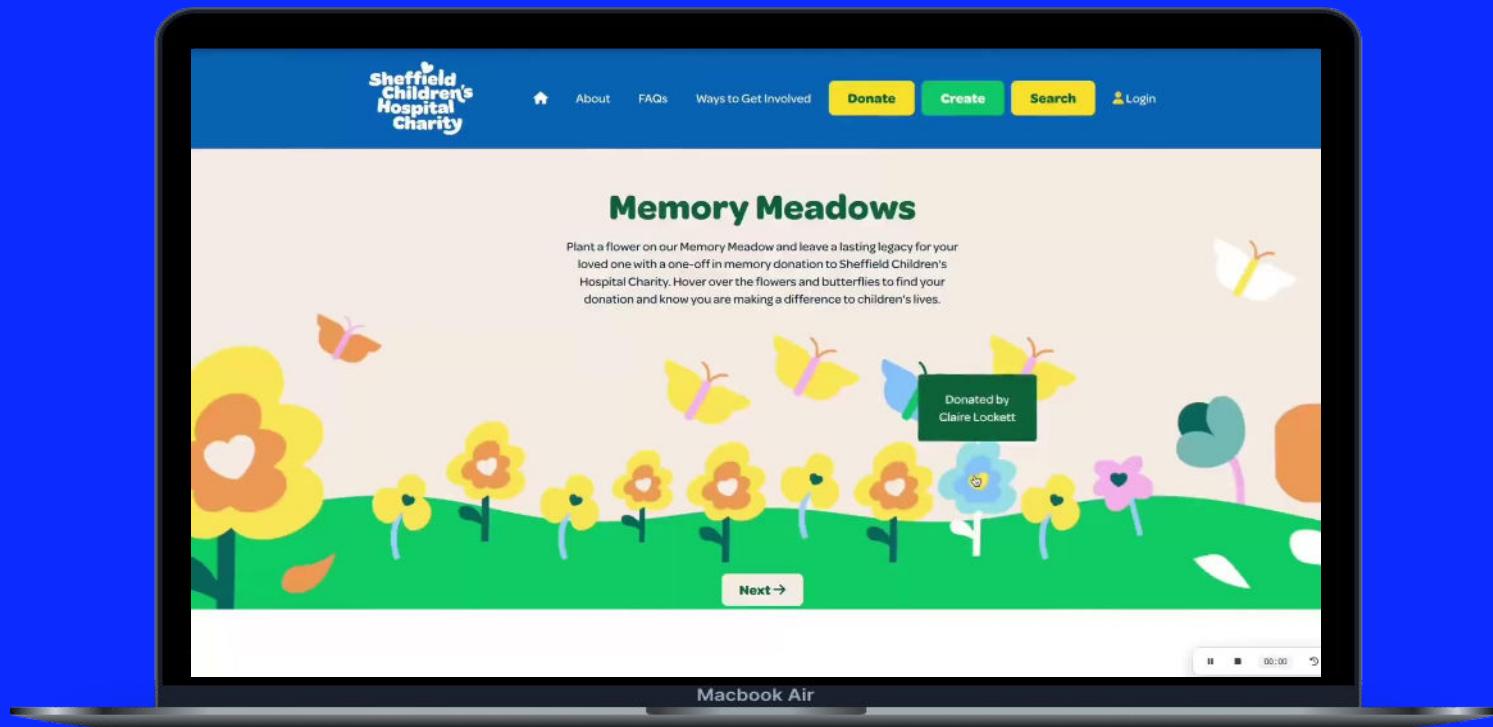 Sheffield
Children's
Hospital
Charity
About
FAQs
Ways to Get Involved
Donate
Create
Search
Login
Memory Meadows
Plant a flower on our Memory Meadow and leave a lasting legacy for your
loved one with a one-off in memory donation to Sheffield Children's
Hospital Charity. Hover over the flowers and butterflies to find your
donation and know you are making a difference to children's lives.
Donated by
Claire Lockett
Next →
00:00
Macbook Air